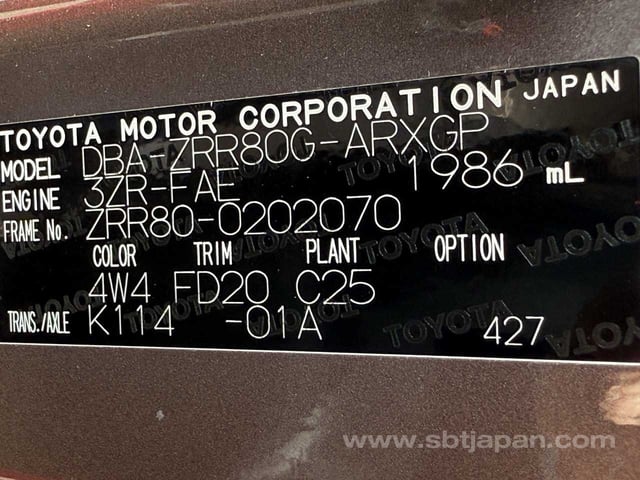 TOYOTA MOTOR CORPORATION JAPAN
MODEL DBA-ZRR80G-ARXGP
ENGINE 3ZR-FAE 1986 mL
FRAME No. ZRR80-0202070
COLOR TRIM PLANT OPTION
4W4 FD20 C25
TRANS./AXLE K114 -01A
427
www.sbtjapan.com